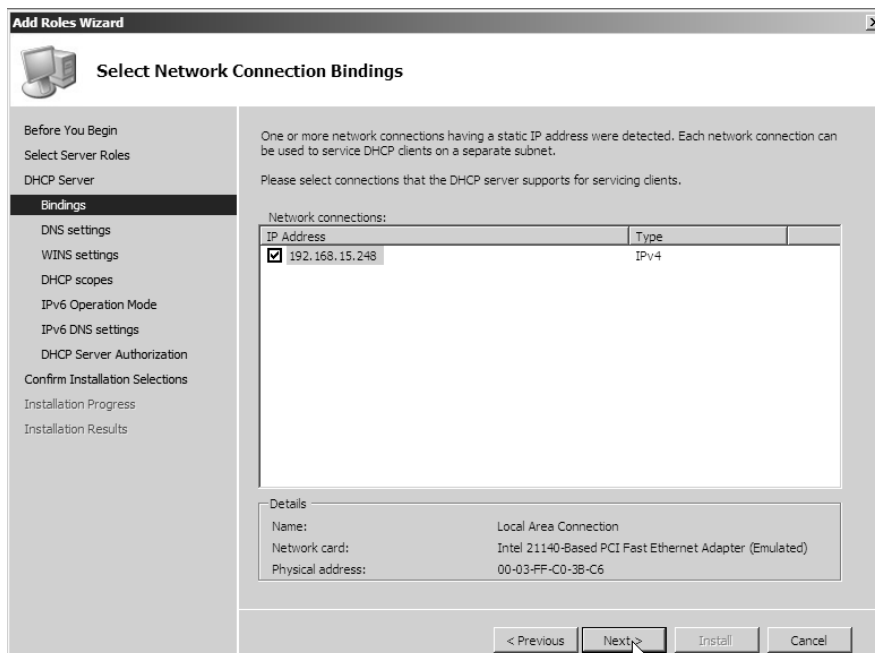 Add Roles Wizard
Select Network Connection Bindings
Before You Begin
Select Server Roles
DHCP Server
Bindings
DNS settings
WINS settings
DHCP scopes
IPv6 Operation Mode
IPv6 DNS settings
DHCP Server Authorization
Confirm Installation Selections
Installation Progress
Installation Results
One or more network connections having a static IP address were detected. Each network connection can
be used to service DHCP clients on a separate subnet.
Please select connections that the DHCP server supports for servicing clients.
Network connections:
IP Address Type
192.168.15.248 IPv4
Details
Name: Local Area Connection
Network card: Intel 21140-Based PCI Fast Ethernet Adapter (Emulated)
Physical address: 00-03-FF-C0-3B-C6
< Previous Next > Install Cancel